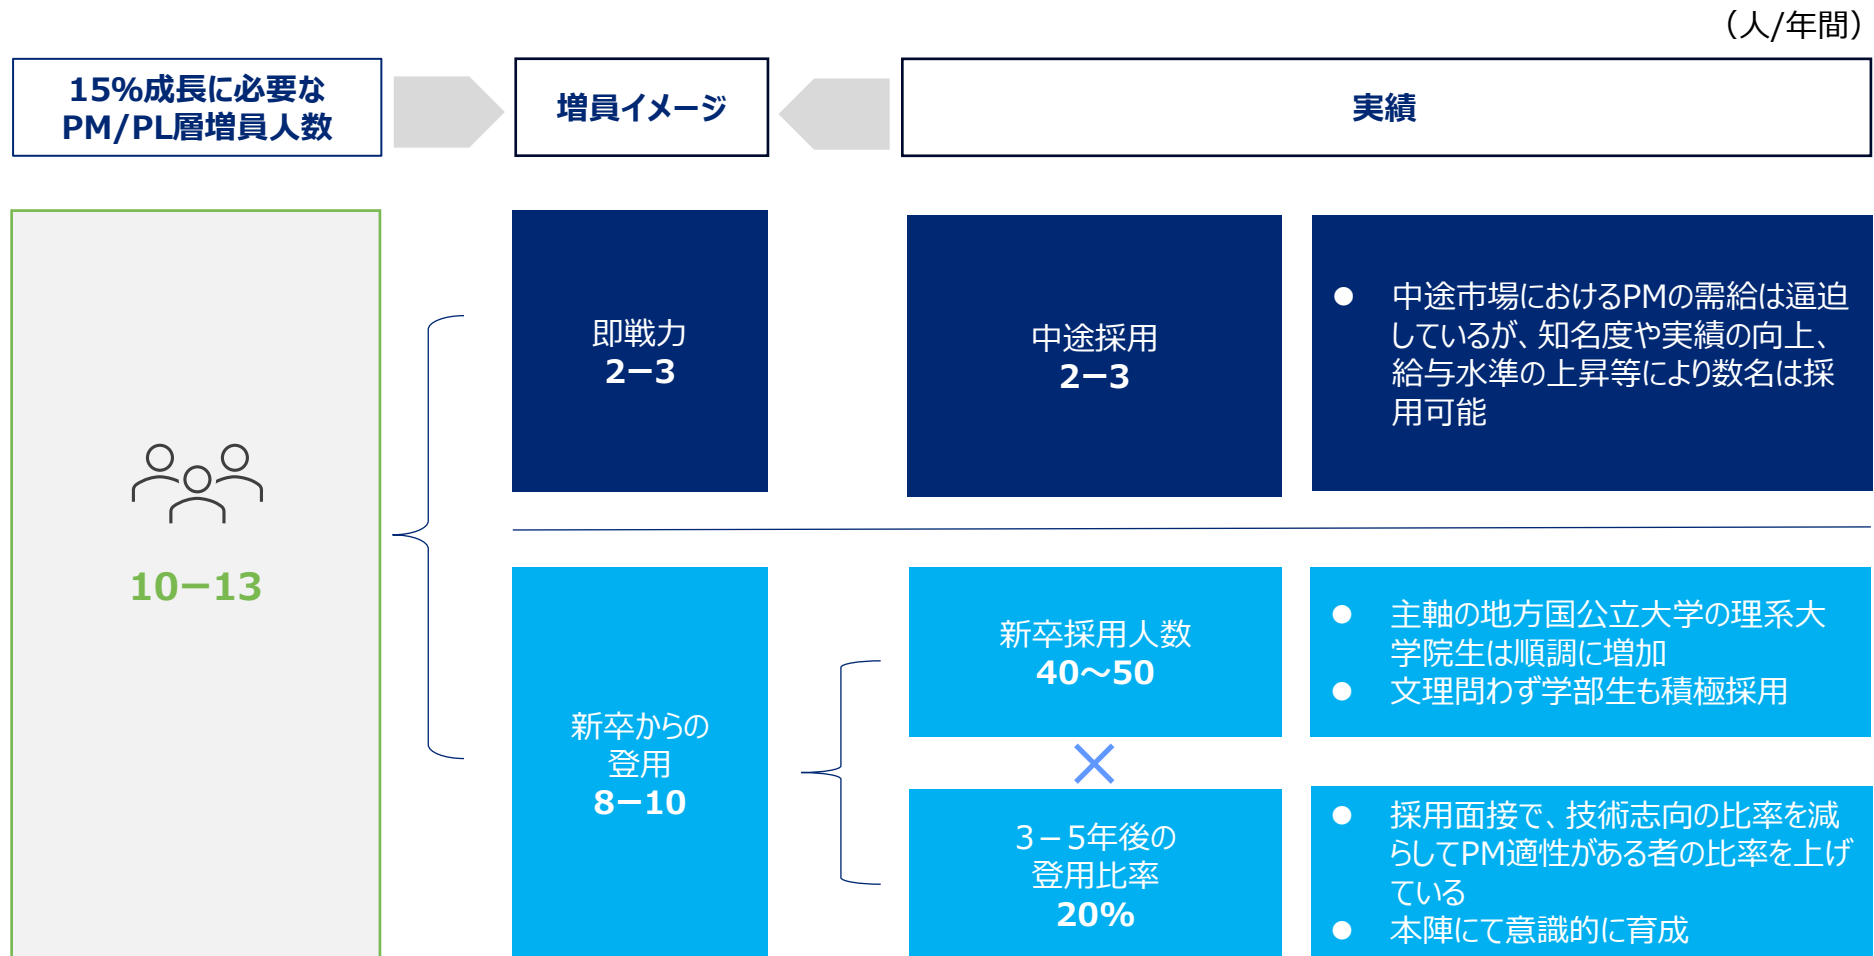 （人/年間）
15%成長に必要な
PM/PL層増員人数
増員イメージ
実績
10－13
即戦力
2－3
中途採用
2－3
● 中途市場におけるPMの需給は逼迫
しているが、知名度や実績の向上、
給与水準の上昇等により数名は採
用可能
新卒からの
登用
8－10
新卒採用人数
40～50
● 主軸の地方国公立大学の理系大
学院生は順調に増加
● 文理問わず学部生も積極採用
×
3－5年後の
登用比率
20%
● 採用面接で、技術志向の比率を減
らしてPM適性がある者の比率を上げ
ている
● 本陣にて意識的に育成